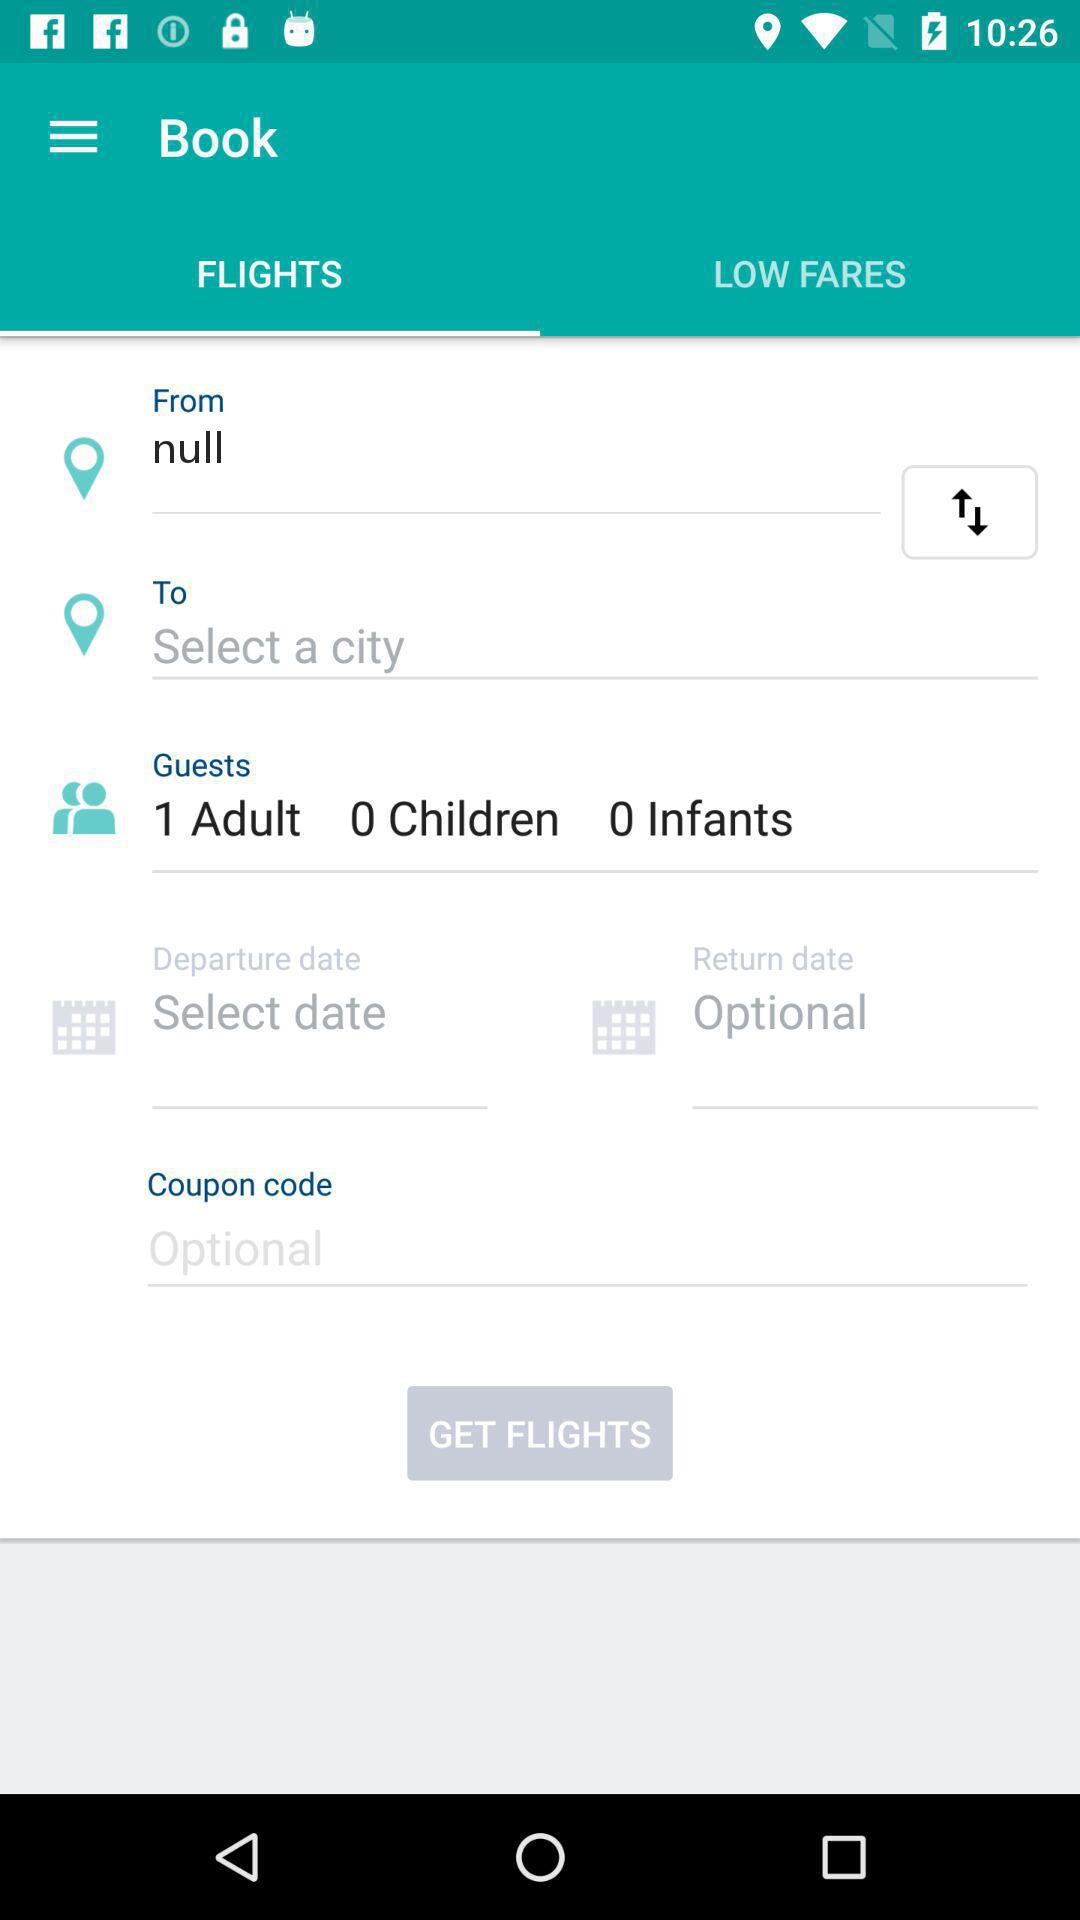 10:26
Book
FLIGHTS LOW FARES
From
null
To
Select a city
Guests
1 Adult 0 Children 0 Infants
Departure date Return date
Select date Optional
Coupon code
Optional
GET FLIGHTS